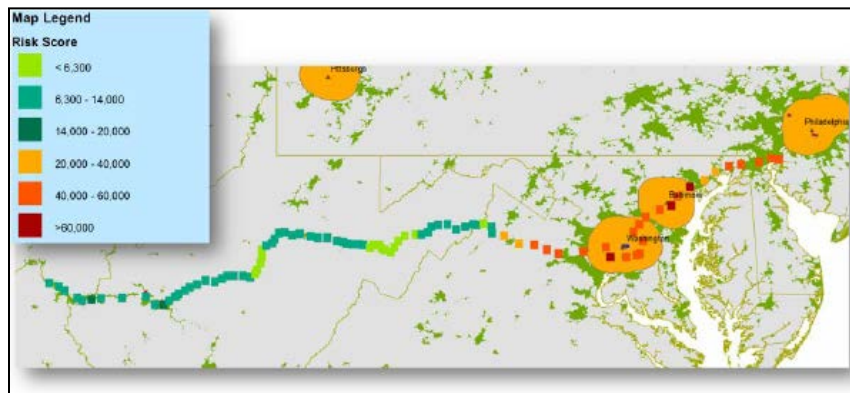 Map Legend
Risk Score
< 6,300
6,300 - 14,000
14,000 - 20,000
20,000 - 40,000
40,000 - 60,000
>60,000
Pittsburgh
Philadelphia
Baltimore
Washington